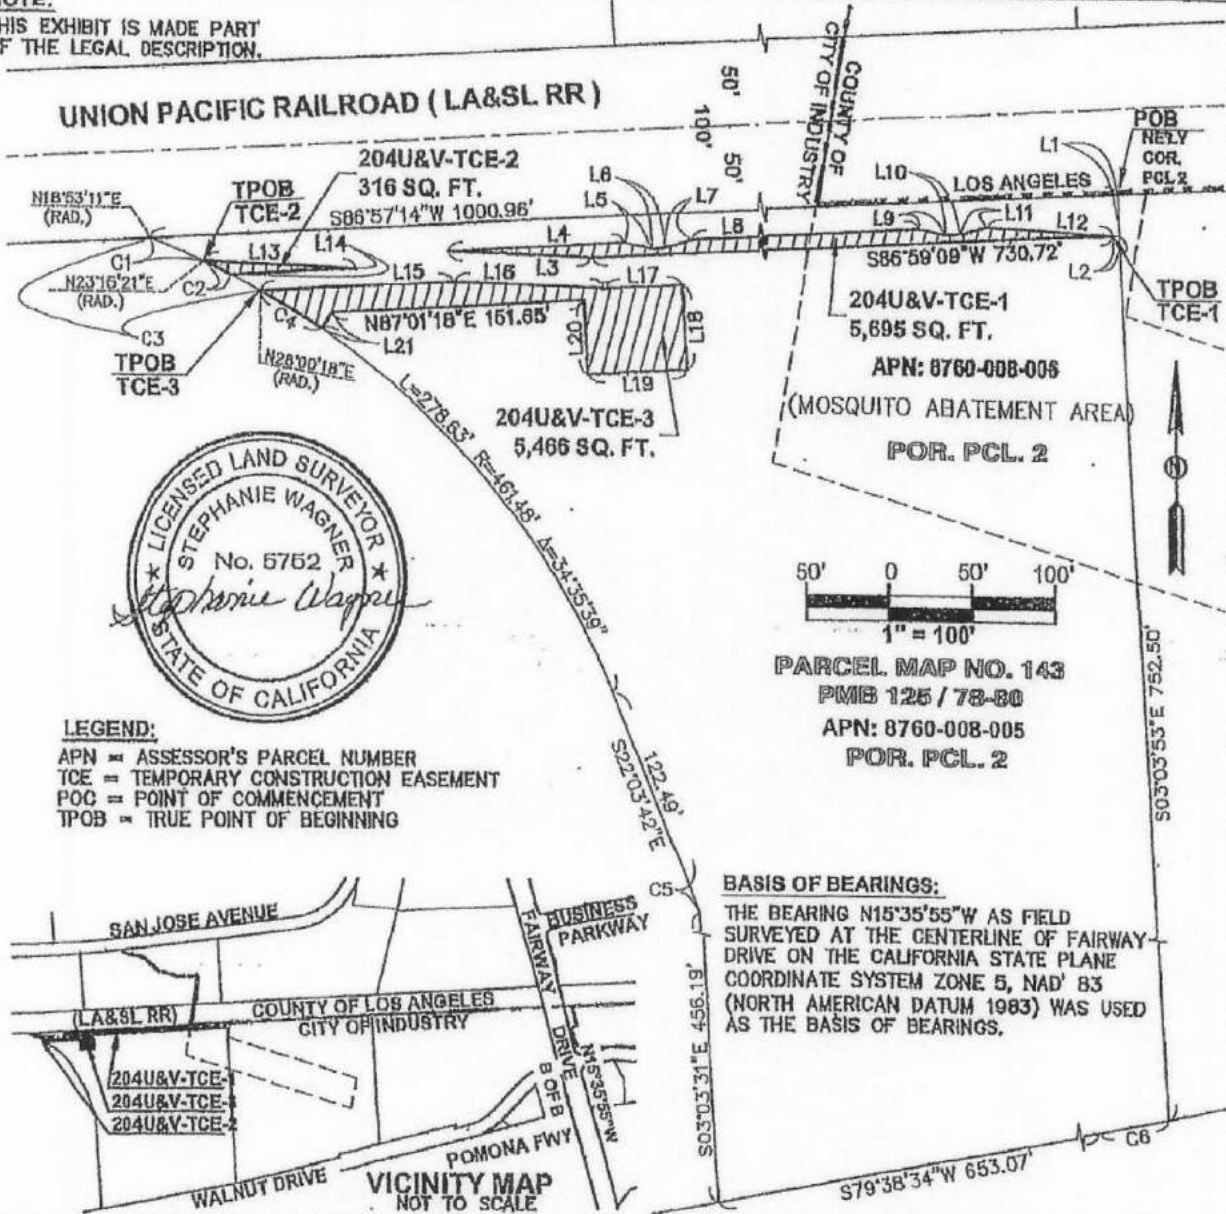 NOTE:
HIS EXHIBIT IS MADE PART
F THE LEGAL DESCRIPTION.
UNION PACIFIC RAILROAD ( LA&SL RR )
50'
100'
50'
COUNTY OF
CITY OF INDUSTRY
LOS ANGELES
POB
NE'LY
COR.
PCL 2
L1
L10
L11
L12
L9
L2
L6
L5
L7
L8
L4
L3
204U&V-TCE-2
316 SQ. FT.
S86°57'14"W 1000.96'
N18°53'11"E
(RAD.)
TPOB
TCE-2
L13
L14
C1
C2
N23°16'21"E
(RAD.)
L15
L16
L17
L18
C3
C4
N87°01'18"E 151.65'
L20
L21
L19
TPOB
TCE-3
N28°00'18"E
(RAD.)
S86°59'09"W 730.72'
204U&V-TCE-1
5,695 SQ. FT.
TPOB
TCE-1
APN: 8760-008-005
(MOSQUITO ABATEMENT AREA)
POR. PCL. 2
204U&V-TCE-3
5,466 SQ. FT.
L=278.63' R=461.48' Δ=34°35'39"
LICENSED LAND SURVEYOR
STEPHANIE WAGNER
No. 5752
Stephanie Wagner
STATE OF CALIFORNIA
N
50' 0 50' 100'
1" = 100'
PARCEL MAP NO. 143
PMB 125 / 78-80
APN: 8760-008-005
POR. PCL. 2
S03°03'53"E 752.50'
LEGEND:
APN = ASSESSOR'S PARCEL NUMBER
TCE = TEMPORARY CONSTRUCTION EASEMENT
POC = POINT OF COMMENCEMENT
TPOB = TRUE POINT OF BEGINNING
122.49'
S22°03'42"E
C5
BASIS OF BEARINGS:
THE BEARING N15°35'55"W AS FIELD
SURVEYED AT THE CENTERLINE OF FAIRWAY
DRIVE ON THE CALIFORNIA STATE PLANE
COORDINATE SYSTEM ZONE 5, NAD' 83
(NORTH AMERICAN DATUM 1983) WAS USED
AS THE BASIS OF BEARINGS.
S03°03'31"E 456.19'
S79°38'34"W 653.07'
C6
SAN JOSE AVENUE
FAIRWAY DRIVE
BUSINESS
PARKWAY
(LA&SL RR)
COUNTY OF LOS ANGELES
CITY OF INDUSTRY
B OF B
N15°35'55"W
204U&V-TCE-1
204U&V-TCE-3
204U&V-TCE-2
WALNUT DRIVE
POMONA FWY
VICINITY MAP
NOT TO SCALE